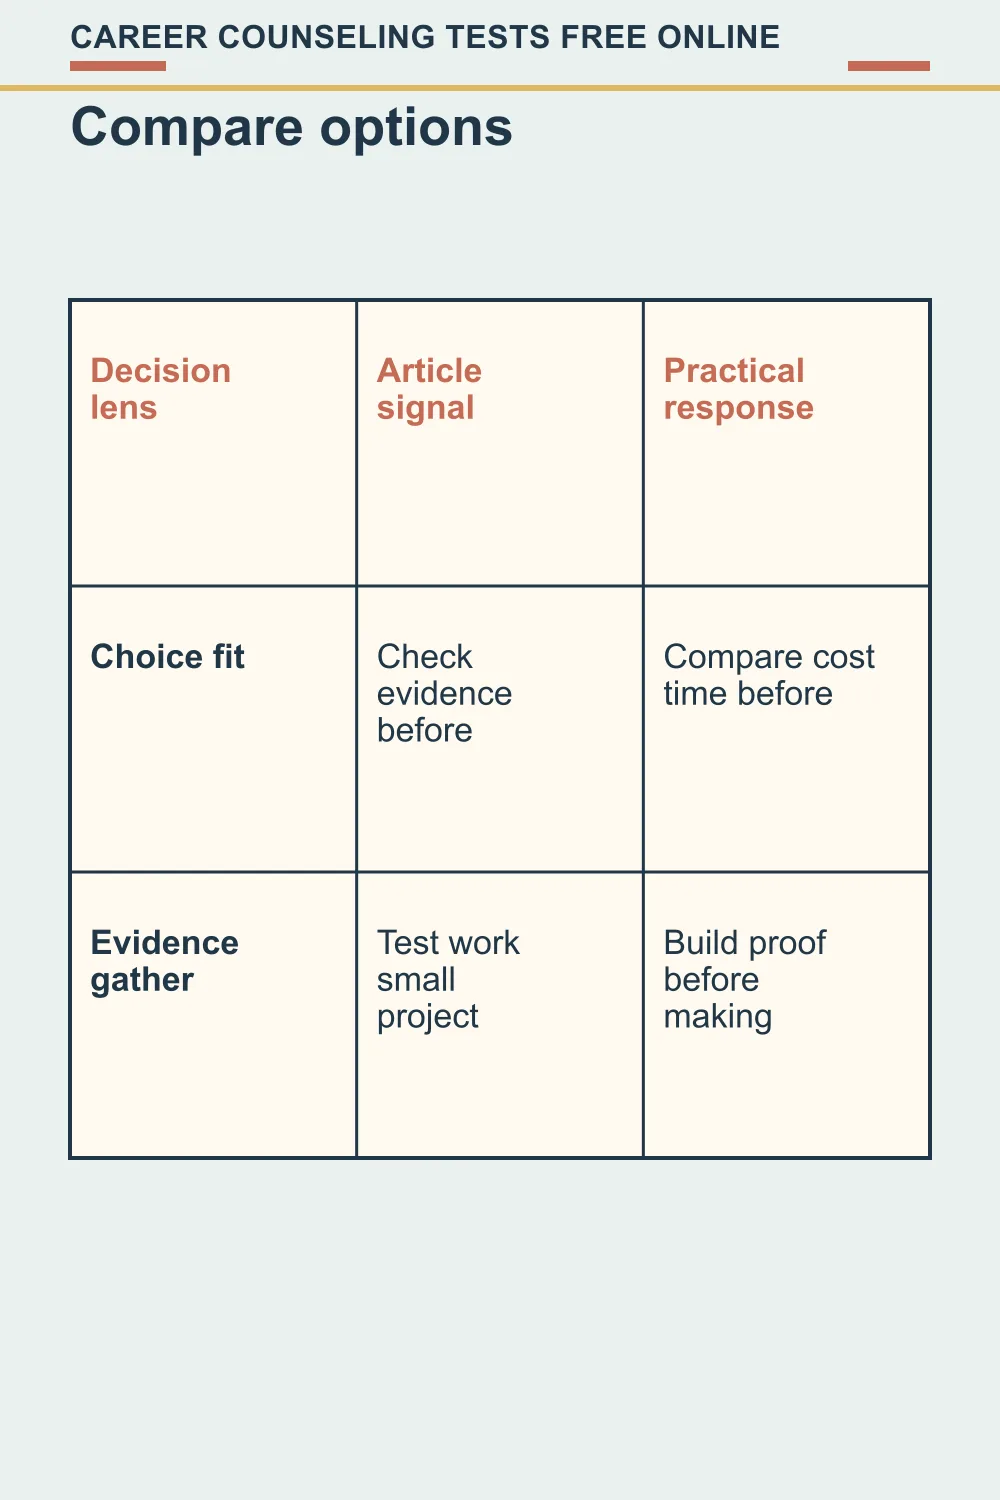 CAREER COUNSELING TESTS FREE ONLINE
Compare options
Decision
lens
Article
signal
Practical
response
Choice fit
Check
evidence
before
Compare cost
time before
Evidence
gather
Test work
small
project
Build proof
before
making